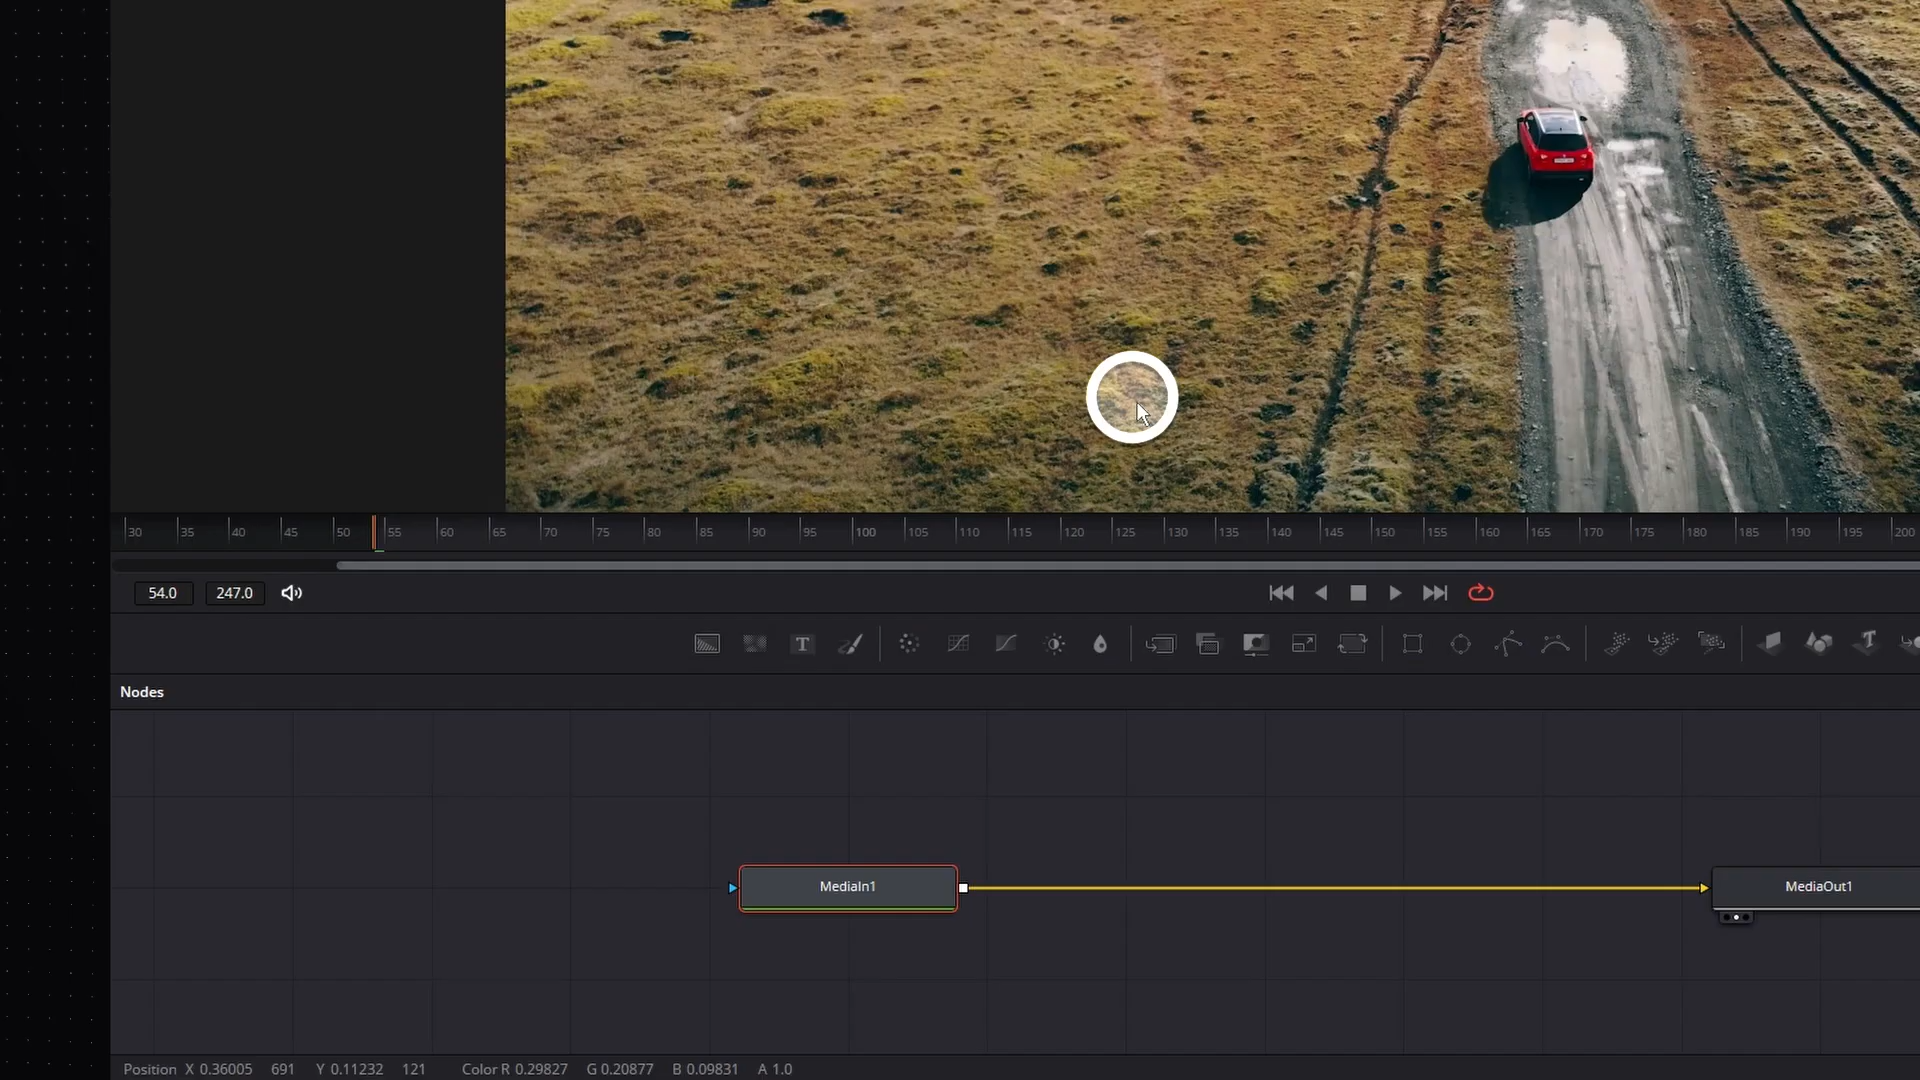 30 35 40 45 50 55 60 65 70 75 80 85 90 95 100 105 110 115 120 125 130 135 140 145 150 155 160 165 170 175 180 185 190 195 200
54.0 247.0
T T
Nodes
MediaIn1 MediaOut1
Position X 0.36005 691 Y 0.11232 121 Color R 0.29827 G 0.20877 B 0.09831 A 1.0